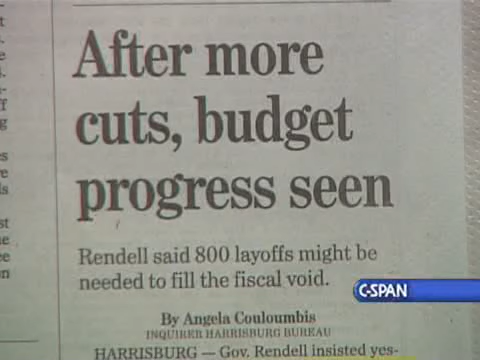 After more
cuts, budget
progress seen
Rendell said 800 layoffs might be
needed to fill the fiscal void.
C-SPAN
By Angela Couloumbis
INQUIRER HARRISBURG BUREAU
HARRISBURG — Gov. Rendell insisted yes-